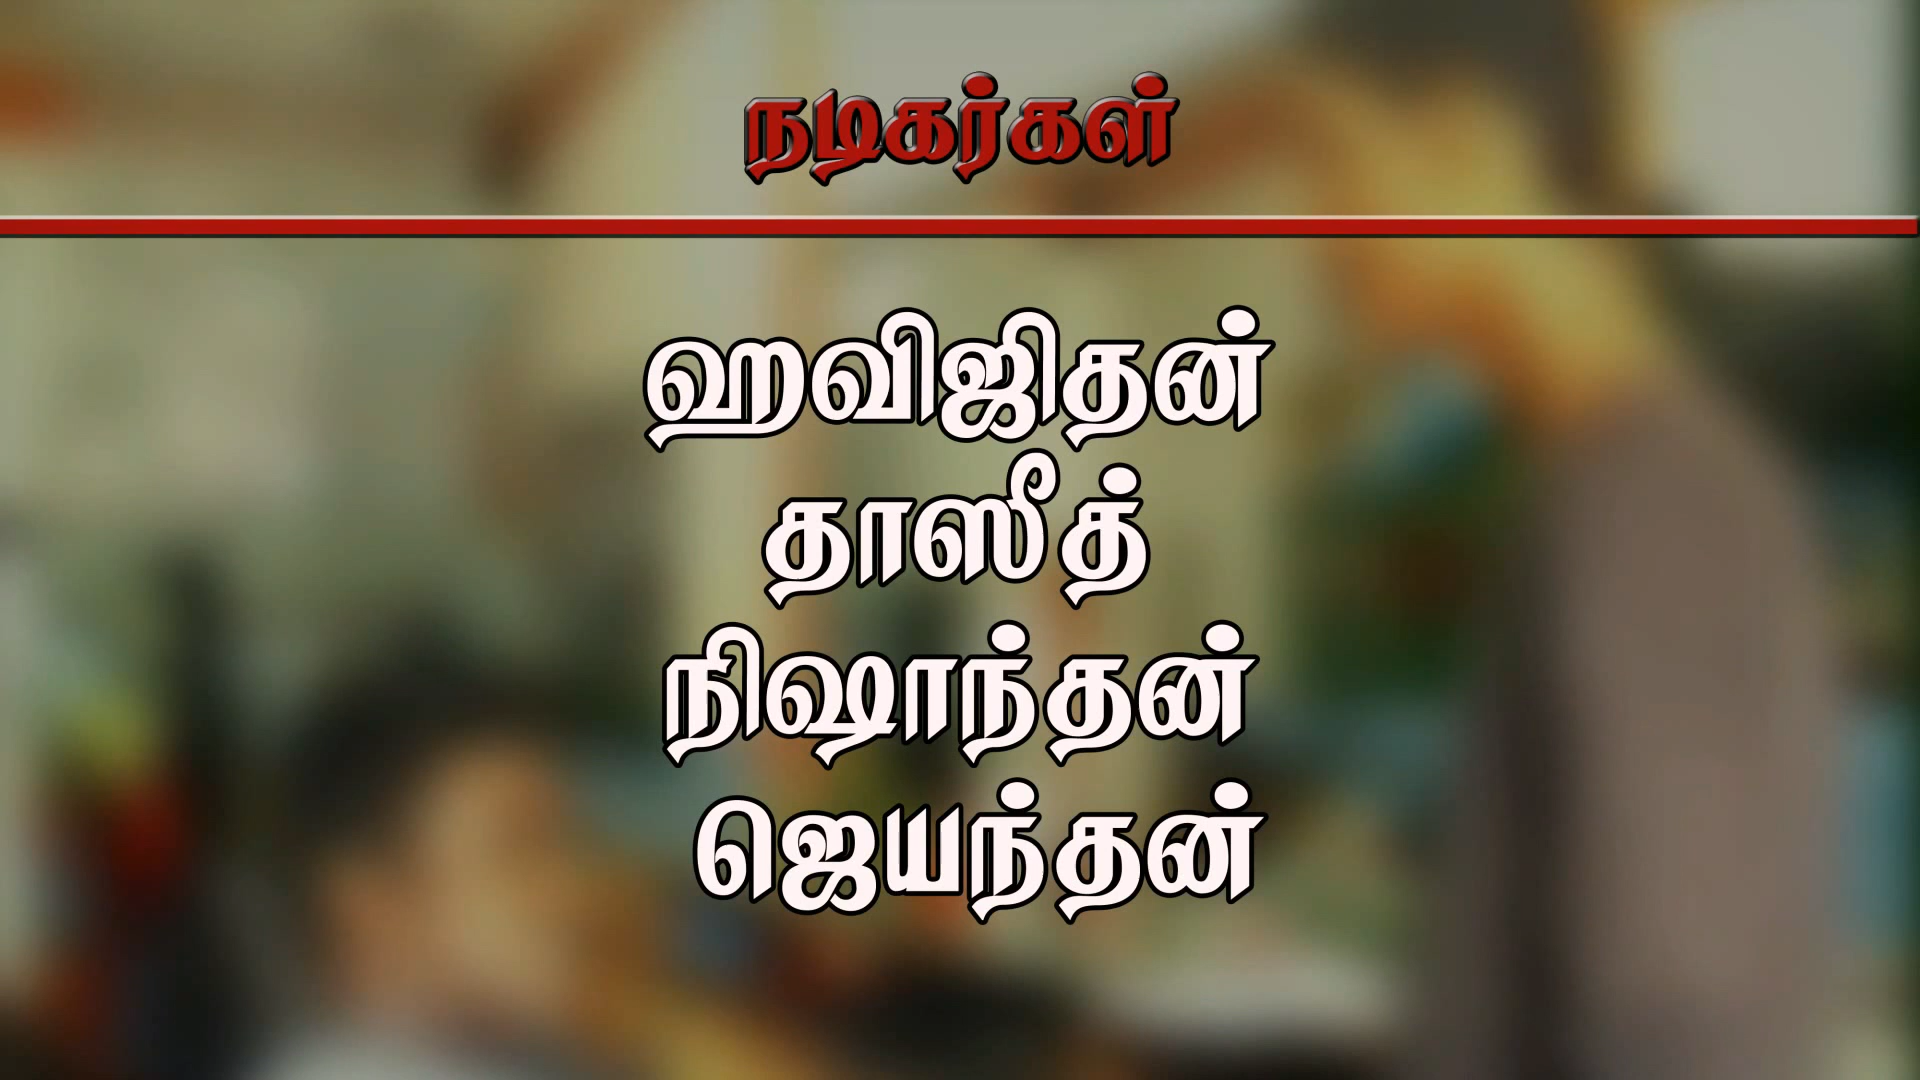 நடிகர்கள்
ஹவிஜிதன்
தாஸீத்
நிஷாந்தன்
ஜெயந்தன்